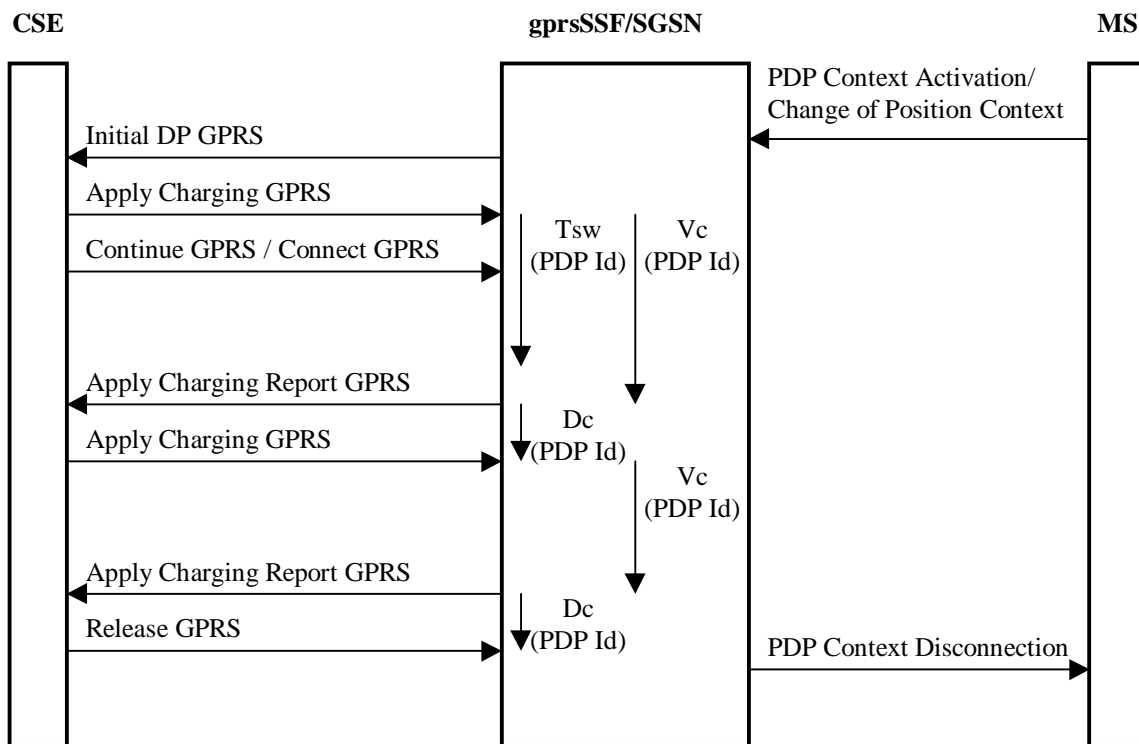 CSE
gprsSSF/SGSN
MS
PDP Context Activation/
Change of Position Context
Initial DP GPRS
Apply Charging GPRS
Tsw
(PDP Id)
Vc
(PDP Id)
Continue GPRS / Connect GPRS
Apply Charging Report GPRS
Dc
(PDP Id)
Apply Charging GPRS
Vc
(PDP Id)
Apply Charging Report GPRS
Dc
(PDP Id)
Release GPRS
PDP Context Disconnection